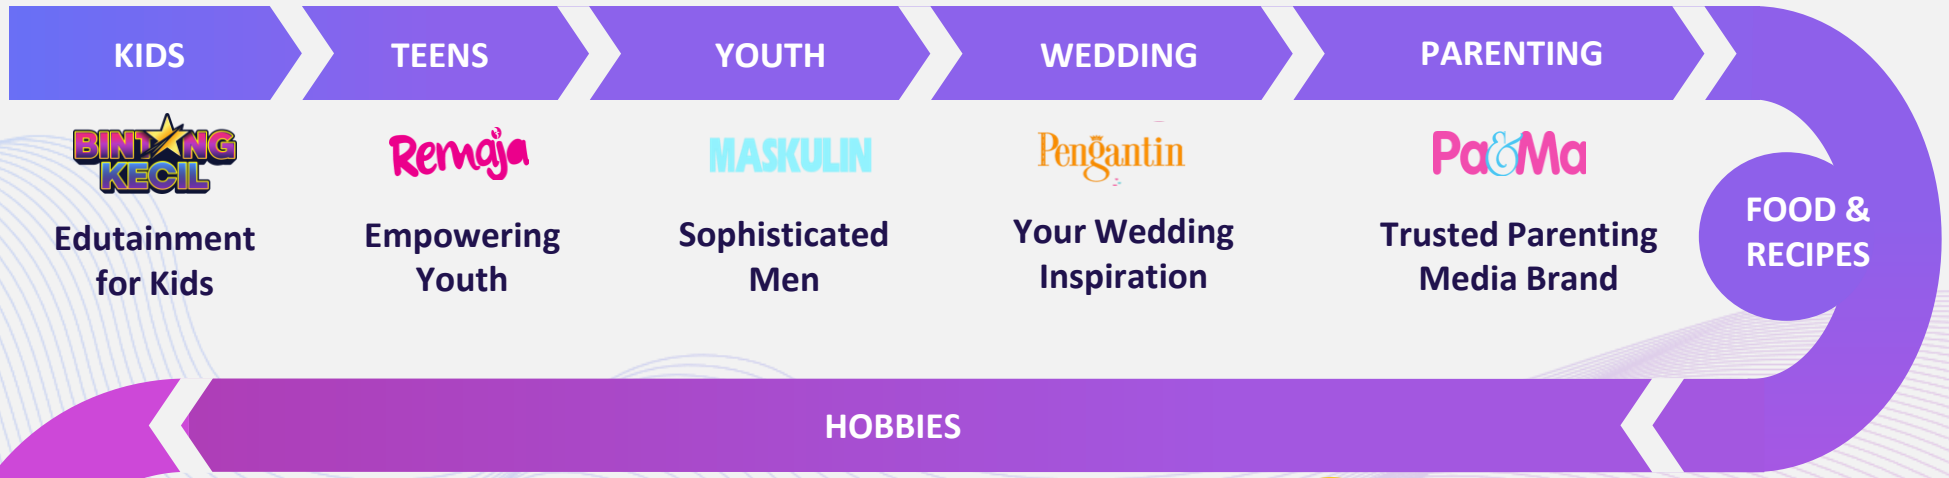 KIDS
TEENS
YOUTH
WEDDING
PARENTING
BINTANG
KECIL
Remaja
MASKULIN
Pengantin
Pa&Ma
Edutainment
for Kids
Empowering
Youth
Sophisticated
Men
Your Wedding
Inspiration
Trusted Parenting
Media Brand
FOOD &
RECIPES
HOBBIES